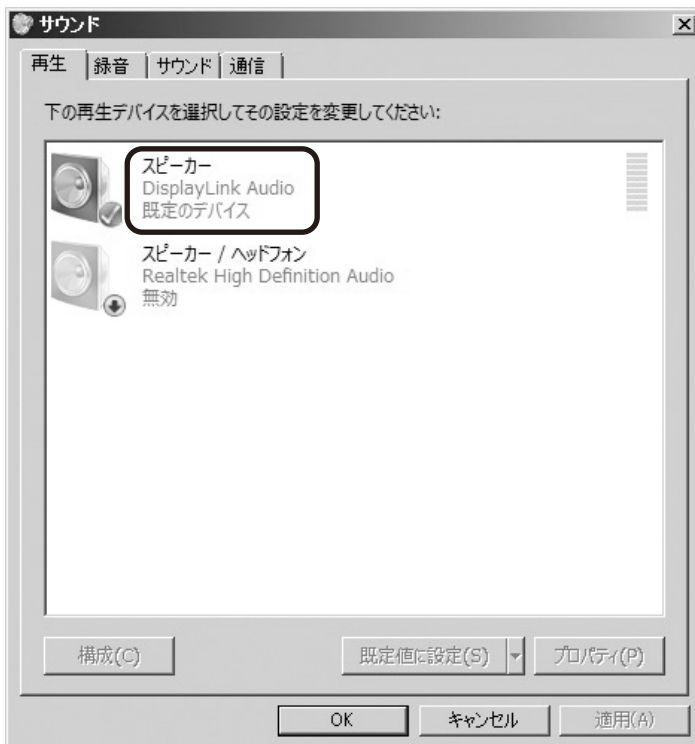 サウンド
再生 録音 サウンド 通信
下の再生デバイスを選択してその設定を変更してください:
スピーカー
DisplayLink Audio
既定のデバイス
スピーカー / ヘッドフォン
Realtek High Definition Audio
無効
構成(C) 既定値に設定(S) プロパティ(P)
OK キャンセル 適用(A)